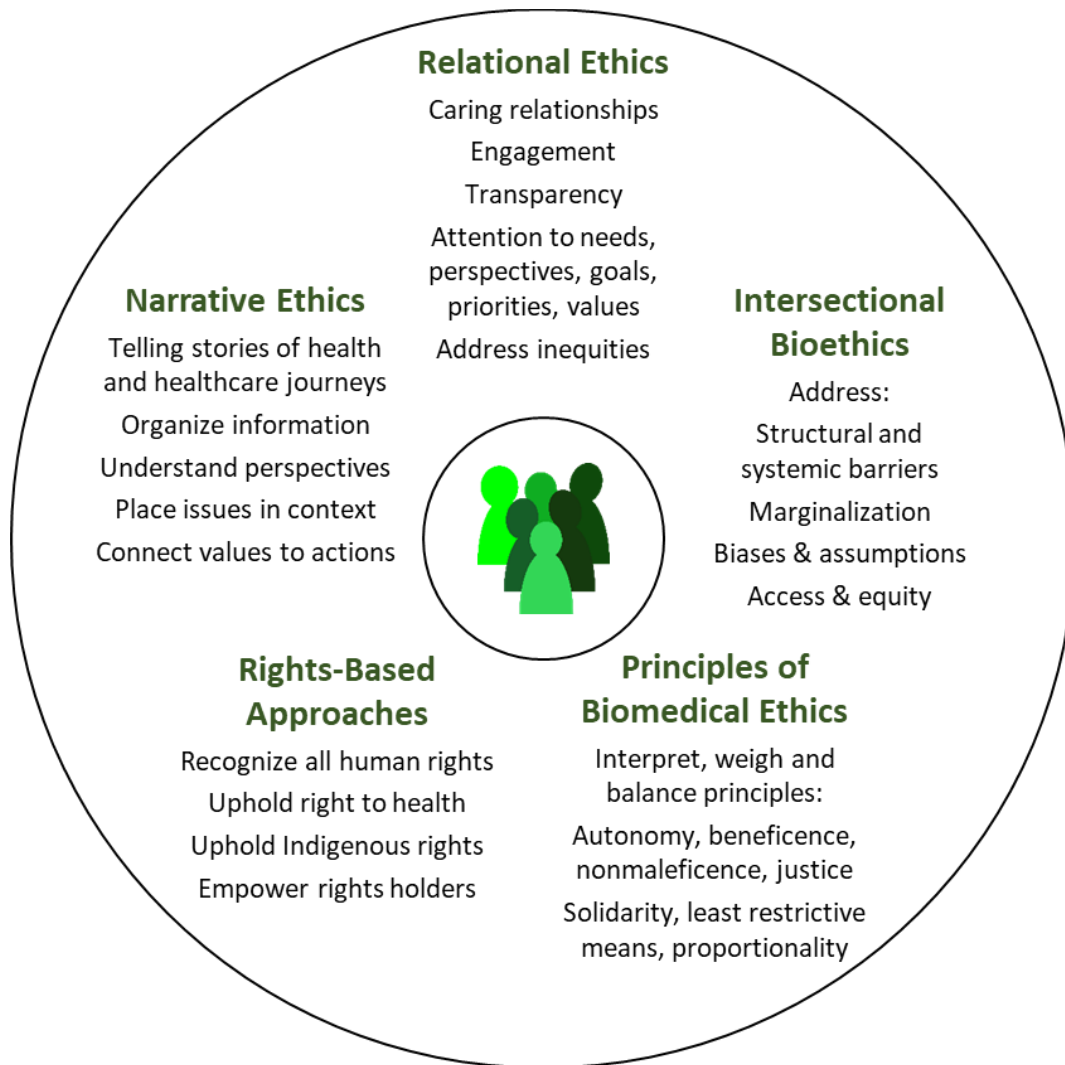 Relational Ethics
Caring relationships
Engagement
Transparency
Attention to needs,
perspectives, goals,
priorities, values
Address inequities
Narrative Ethics
Telling stories of health
and healthcare journeys
Organize information
Understand perspectives
Place issues in context
Connect values to actions
Intersectional
Bioethics
Address:
Structural and
systemic barriers
Marginalization
Biases & assumptions
Access & equity
Rights-Based
Approaches
Recognize all human rights
Uphold right to health
Uphold Indigenous rights
Empower rights holders
Principles of
Biomedical Ethics
Interpret, weigh and
balance principles:
Autonomy, beneficence,
nonmaleficence, justice
Solidarity, least restrictive
means, proportionality